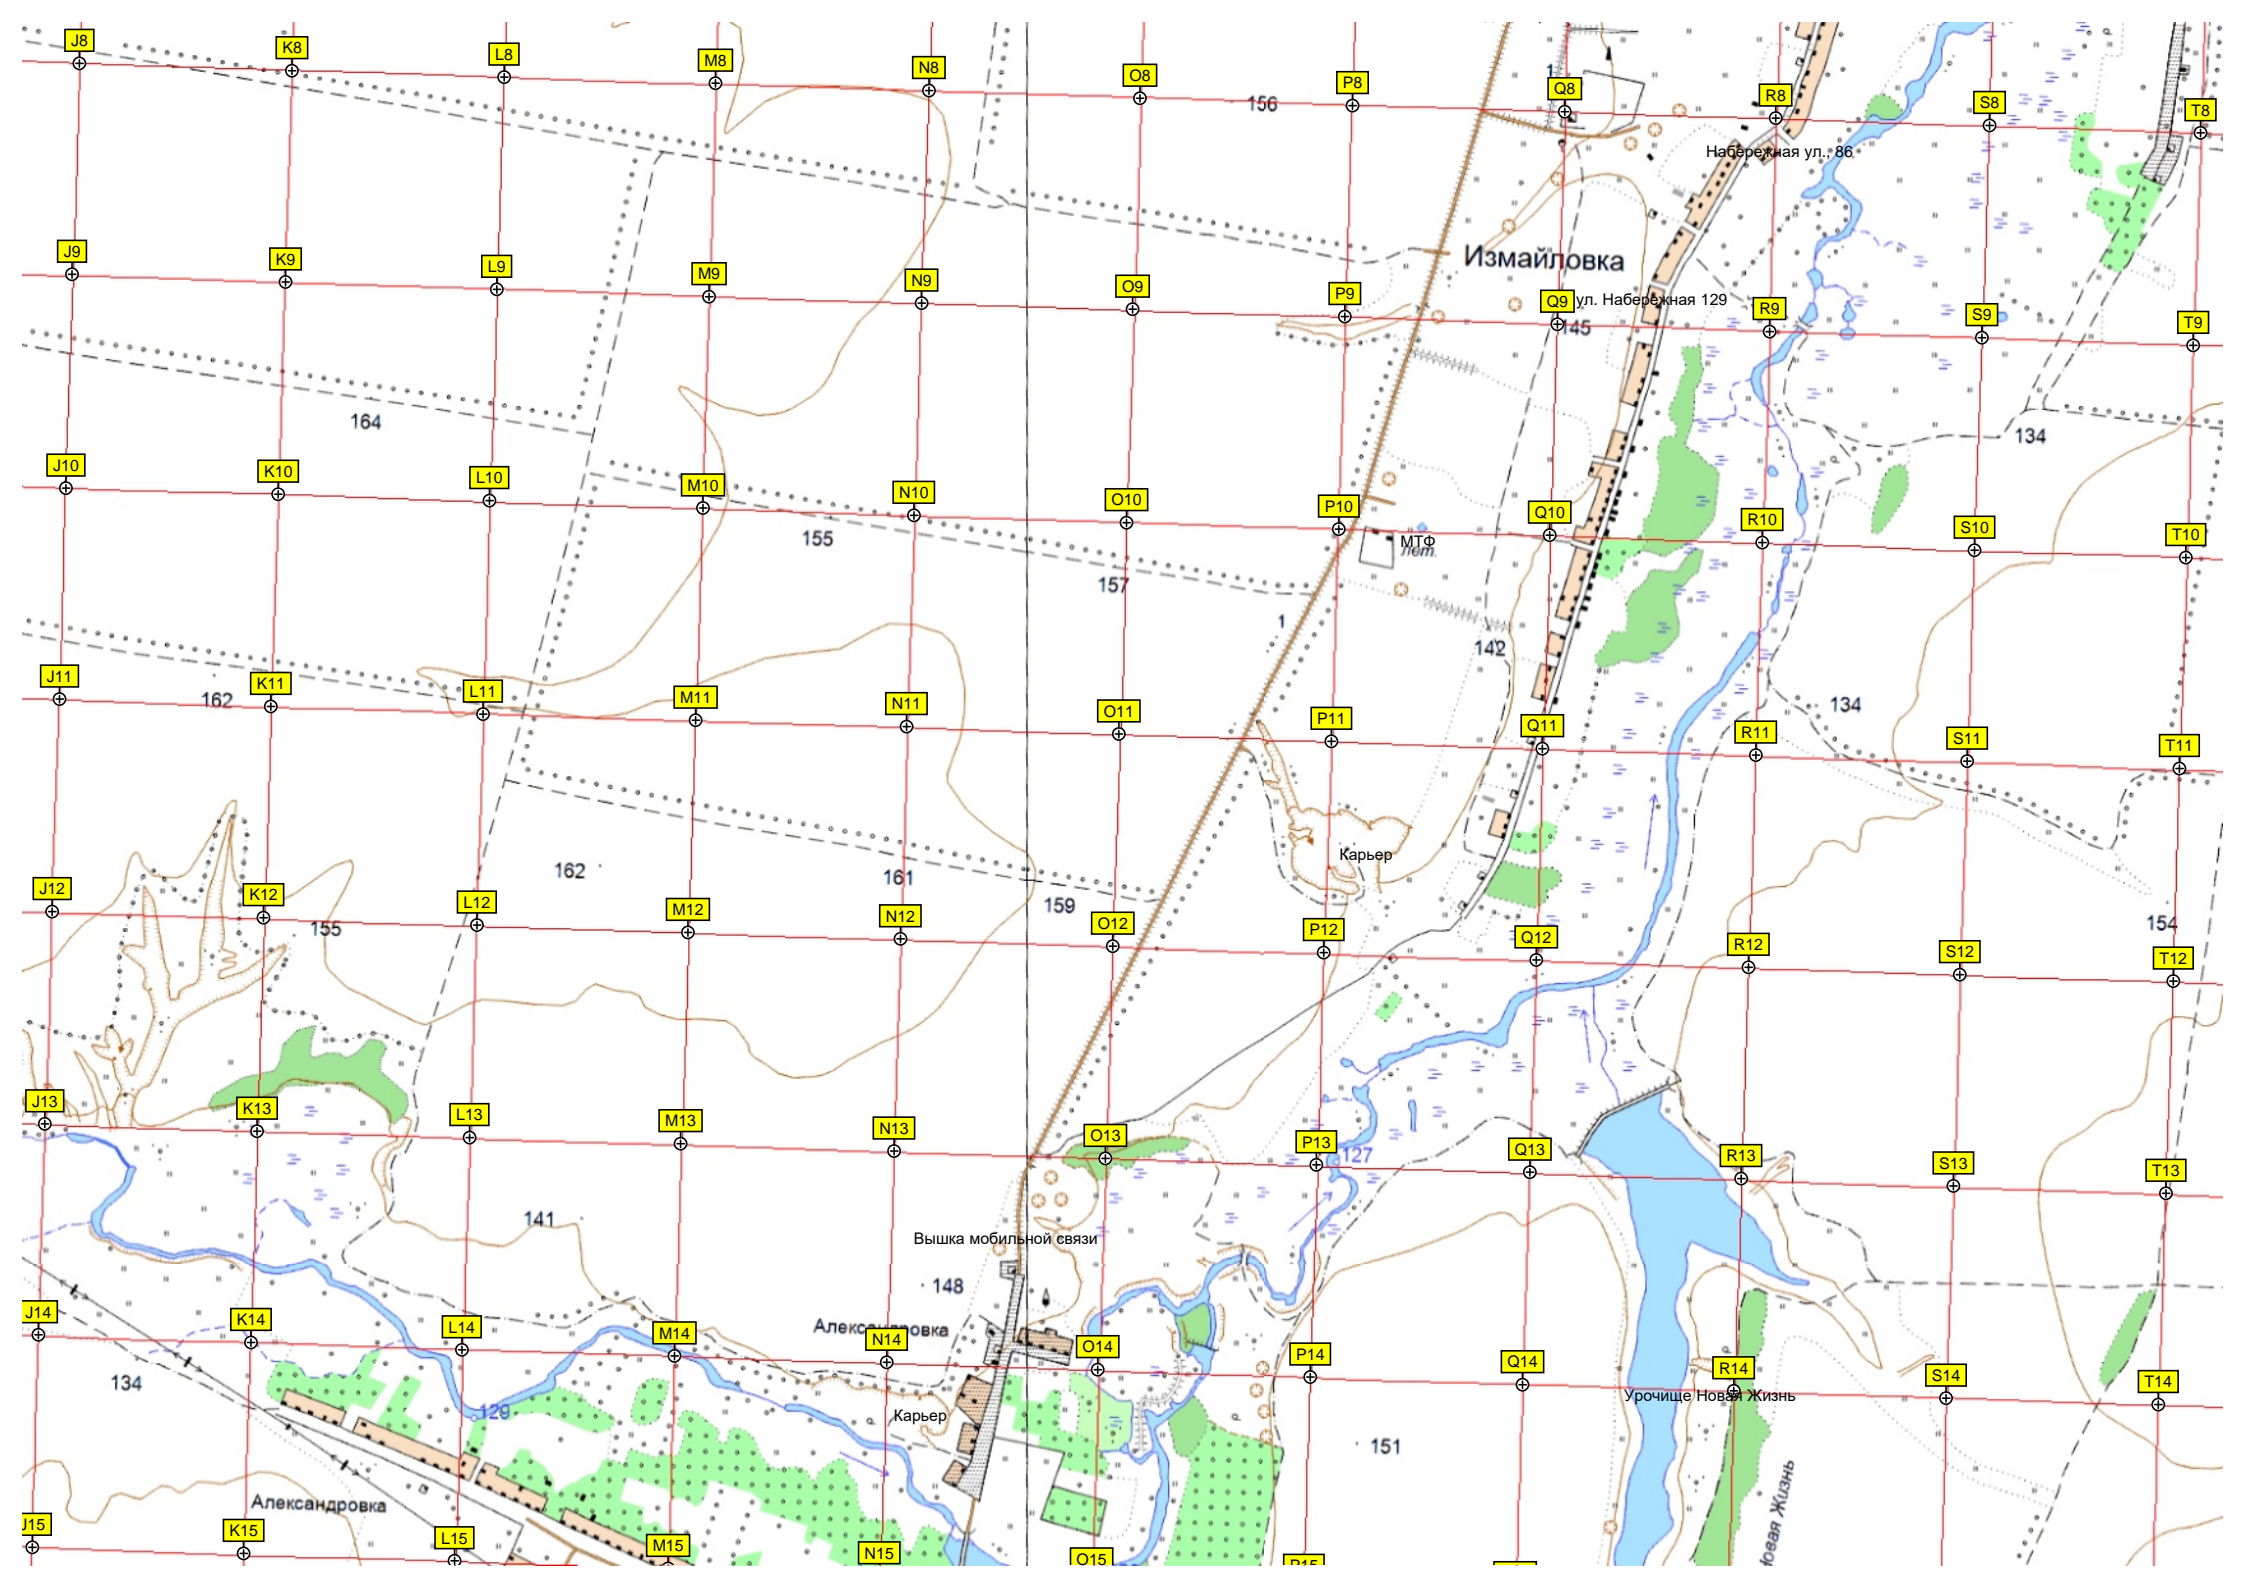 J8
K8
L8
M8
N8
O8
P8
Q8
R8
S8
T8
156
1
Набережная ул., 86
Измайловка
J9
K9
L9
M9
N9
O9
P9
Q9
ул. Набережная 129
R9
S9
T9
145
164
134
J10
K10
L10
M10
N10
O10
P10
Q10
R10
S10
T10
155
МТФ
лет.
157
1
142
J11
K11
L11
M11
N11
O11
P11
Q11
R11
S11
T11
162
134
Карьер
162
161
159
J12
K12
L12
M12
N12
O12
P12
Q12
R12
S12
T12
155
154
J13
K13
L13
M13
N13
O13
P13
Q13
R13
S13
T13
127
141
Вышка мобильной связи
148
J14
K14
L14
M14
Александровка
N14
O14
P14
Q14
R14
S14
T14
134
Урочище Новая Жизнь
129
Карьер
151
Александровка
Новая Жизнь
J15
K15
L15
M15
N15
O15
P15